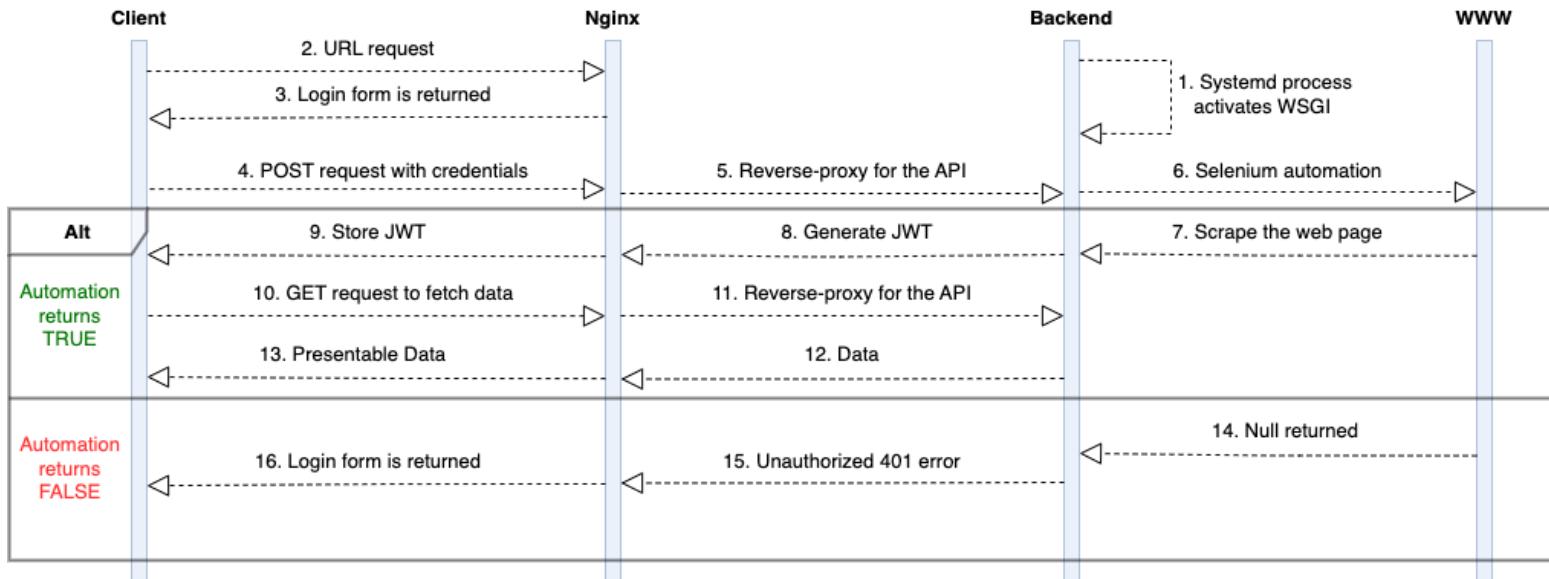 Client
Nginx
Backend
WWW
2. URL request
1. Systemd process
activates WSGI
3. Login form is returned
4. POST request with credentials
5. Reverse-proxy for the API
6. Selenium automation
Alt
9. Store JWT
8. Generate JWT
7. Scrape the web page
Automation
returns
TRUE
10. GET request to fetch data
11. Reverse-proxy for the API
13. Presentable Data
12. Data
Automation
returns
FALSE
14. Null returned
16. Login form is returned
15. Unauthorized 401 error